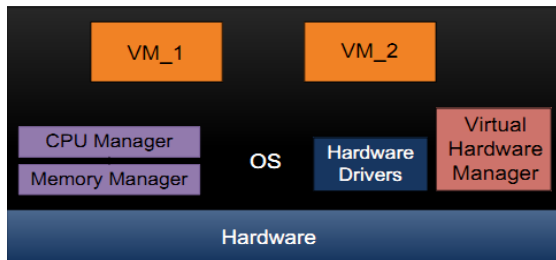 VM_1
VM_2
CPU Manager
Memory Manager
OS
Hardware
Drivers
Virtual
Hardware
Manager
Hardware